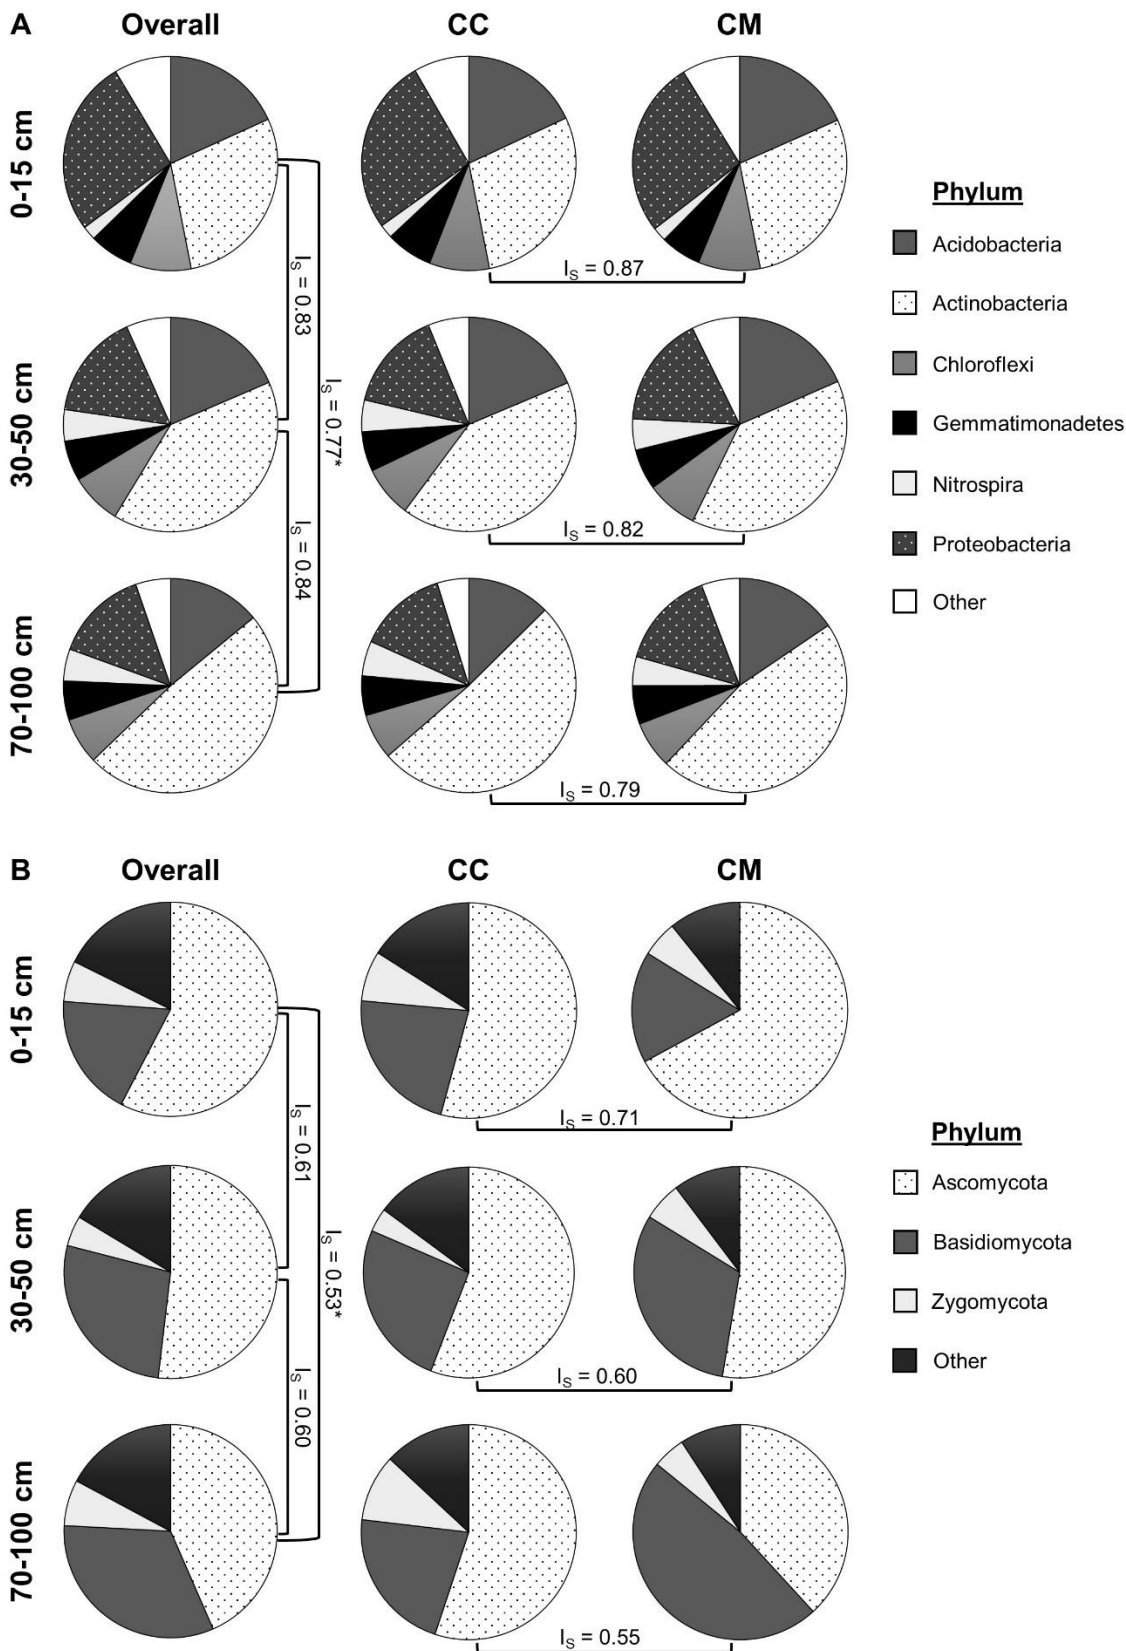 A
Overall
CC
CM
0-15 cm
I_S = 0.83
I_S = 0.87
30-50 cm
I_S = 0.77*
I_S = 0.82
I_S = 0.84
70-100 cm
I_S = 0.79
Phylum
Acidobacteria
Actinobacteria
Chloroflexi
Gemmatimonadetes
Nitrospira
Proteobacteria
Other
B
Overall
CC
CM
0-15 cm
I_S = 0.61
I_S = 0.71
30-50 cm
I_S = 0.53*
I_S = 0.60
I_S = 0.60
70-100 cm
I_S = 0.55
Phylum
Ascomycota
Basidiomycota
Zygomycota
Other